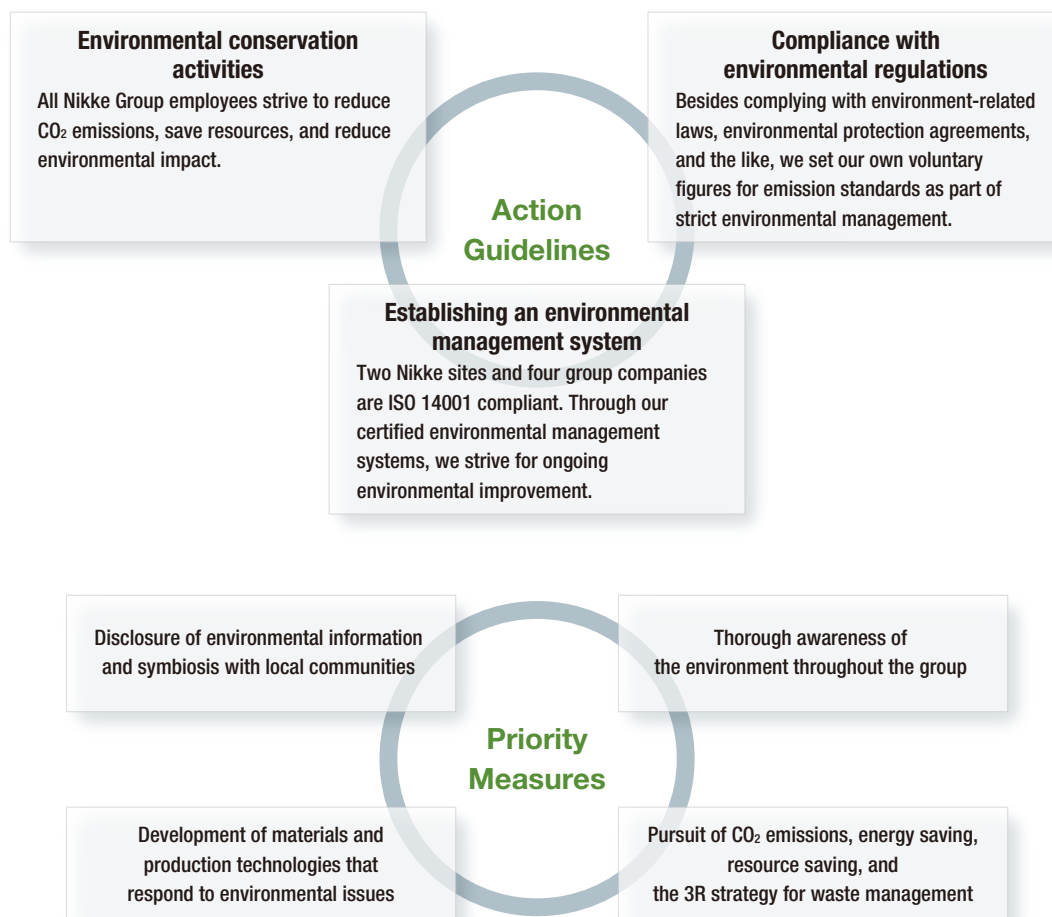 Environmental conservation
activities
All Nikke Group employees strive to reduce
CO₂ emissions, save resources, and reduce
environmental impact.
Compliance with
environmental regulations
Besides complying with environment-related
laws, environmental protection agreements,
and the like, we set our own voluntary
figures for emission standards as part of
strict environmental management.
Action
Guidelines
Establishing an environmental
management system
Two Nikke sites and four group companies
are ISO 14001 compliant. Through our
certified environmental management
systems, we strive for ongoing
environmental improvement.
Disclosure of environmental information
and symbiosis with local communities
Thorough awareness of
the environment throughout the group
Priority
Measures
Development of materials and
production technologies that
respond to environmental issues
Pursuit of CO₂ emissions, energy saving,
resource saving, and
the 3R strategy for waste management